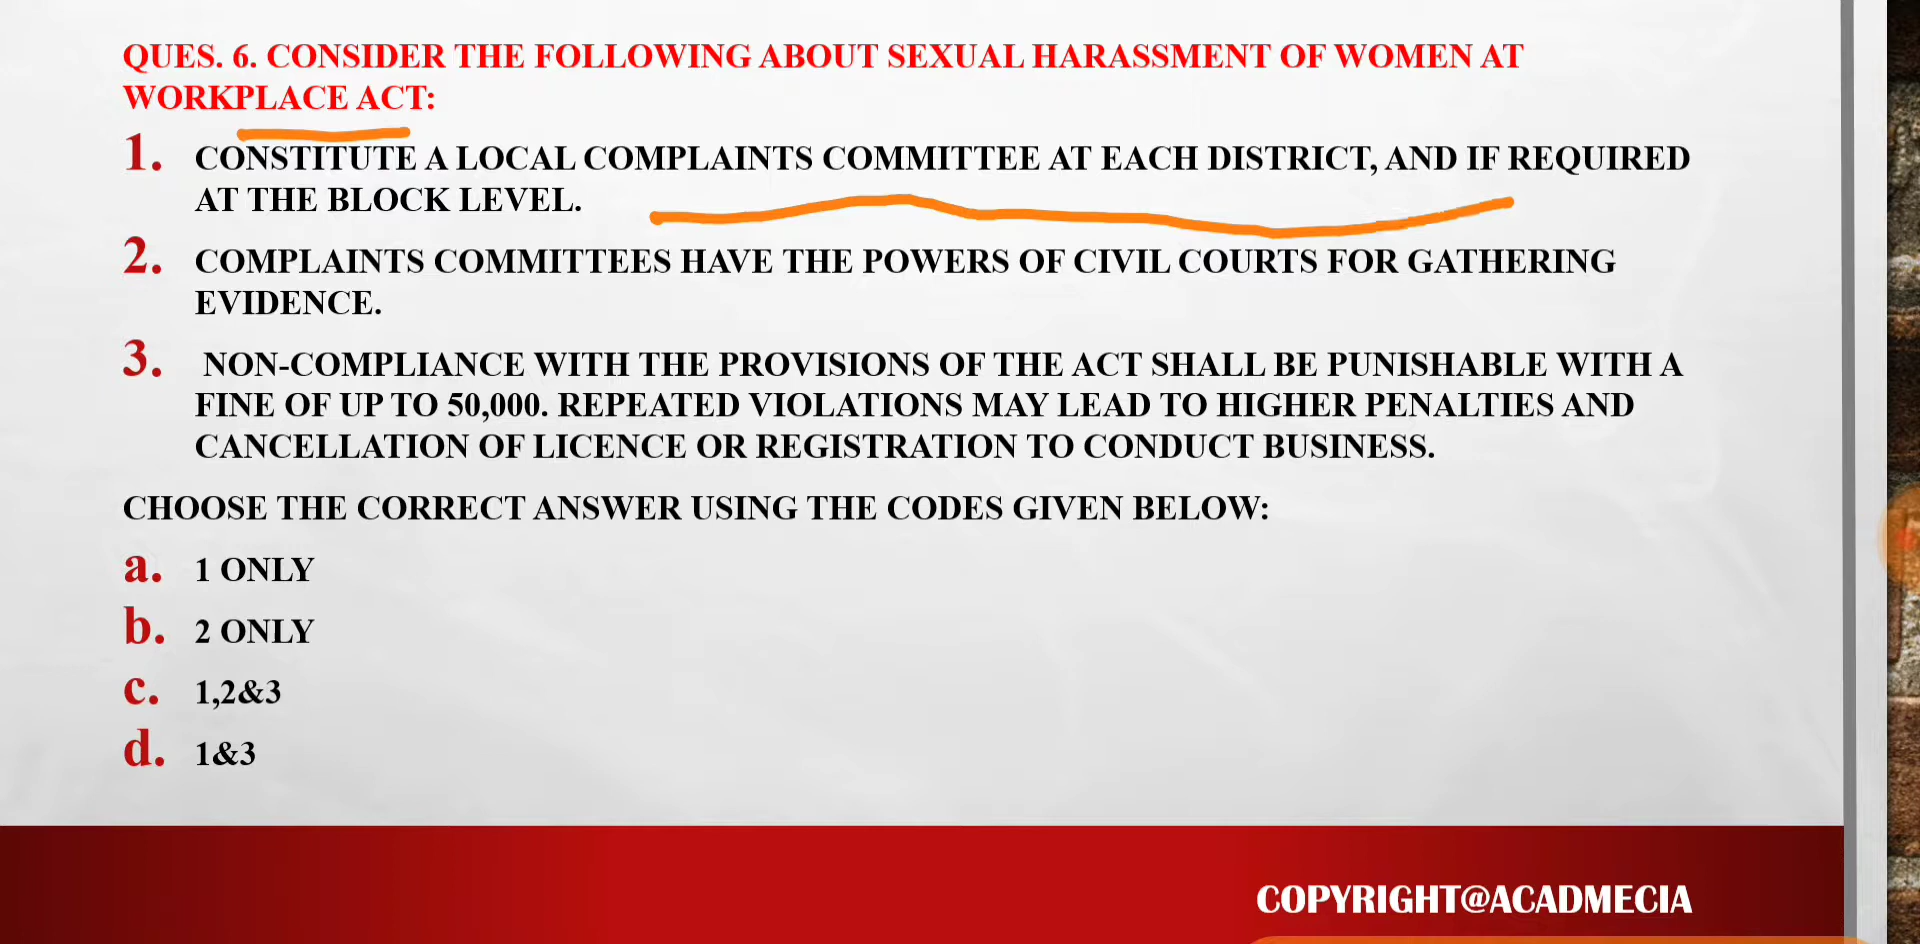 QUES. 6. CONSIDER THE FOLLOWING ABOUT SEXUAL HARASSMENT OF WOMEN AT
WORKPLACE ACT:
1. CONSTITUTE A LOCAL COMPLAINTS COMMITTEE AT EACH DISTRICT, AND IF REQUIRED
AT THE BLOCK LEVEL.
2. COMPLAINTS COMMITTEES HAVE THE POWERS OF CIVIL COURTS FOR GATHERING
EVIDENCE.
3. NON-COMPLIANCE WITH THE PROVISIONS OF THE ACT SHALL BE PUNISHABLE WITH A
FINE OF UP TO 50,000. REPEATED VIOLATIONS MAY LEAD TO HIGHER PENALTIES AND
CANCELLATION OF LICENCE OR REGISTRATION TO CONDUCT BUSINESS.
CHOOSE THE CORRECT ANSWER USING THE CODES GIVEN BELOW:
a. 1 ONLY
b. 2 ONLY
c. 1,2&3
d. 1&3
COPYRIGHT@ACADMECIA